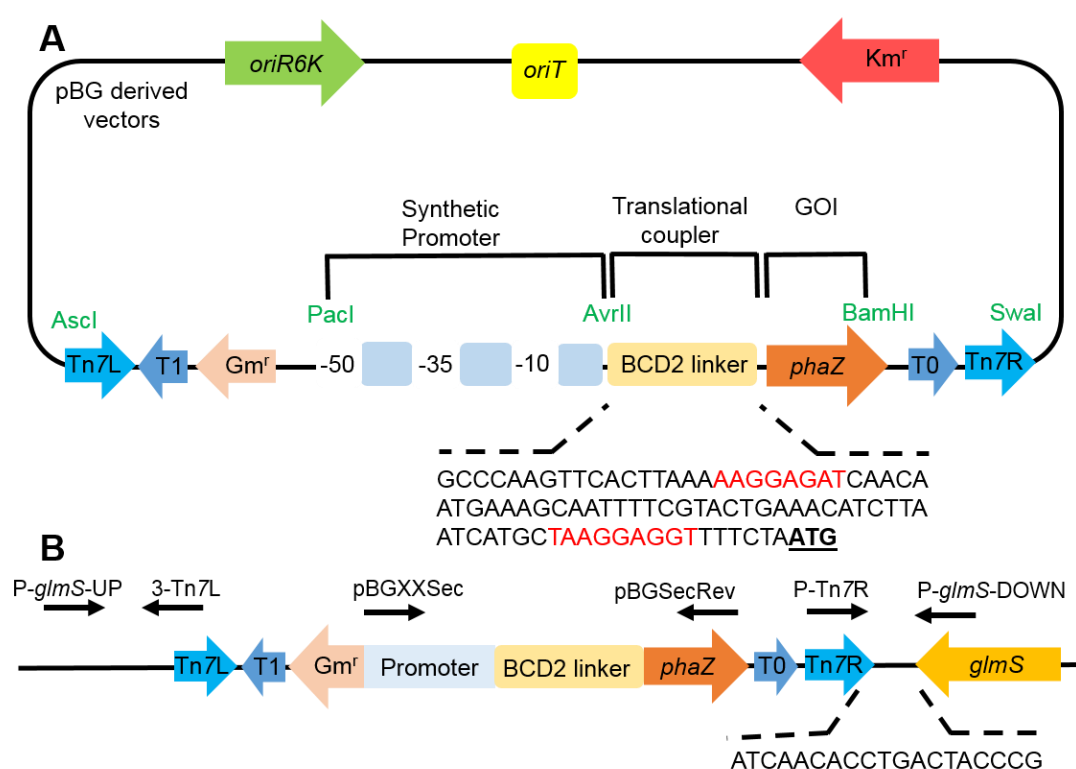 A
oriR6K
oriT
Kmʳ
pBG derived
vectors
Synthetic
Promoter
Translational
coupler
GOI
AscI
PacI
AvrII
BamHI
SwaI
Tn7L
T1
Gmʳ
-50
-35
-10
BCD2 linker
phaZ
T0
Tn7R
GCCCAAGTTCACTTAAAAAGGAGATCAACA
ATGAAAGCAATTTTCGTACTGAAACATCTTA
ATCATGCTAAGGAGGTTTTCTAATG
B
P-glmS-UP
3-Tn7L
pBGXXSec
pBGSecRev
P-Tn7R
P-glmS-DOWN
Tn7L
T1
Gmʳ
Promoter
BCD2 linker
phaZ
T0
Tn7R
glmS
ATCAACACCTGACTACCCG